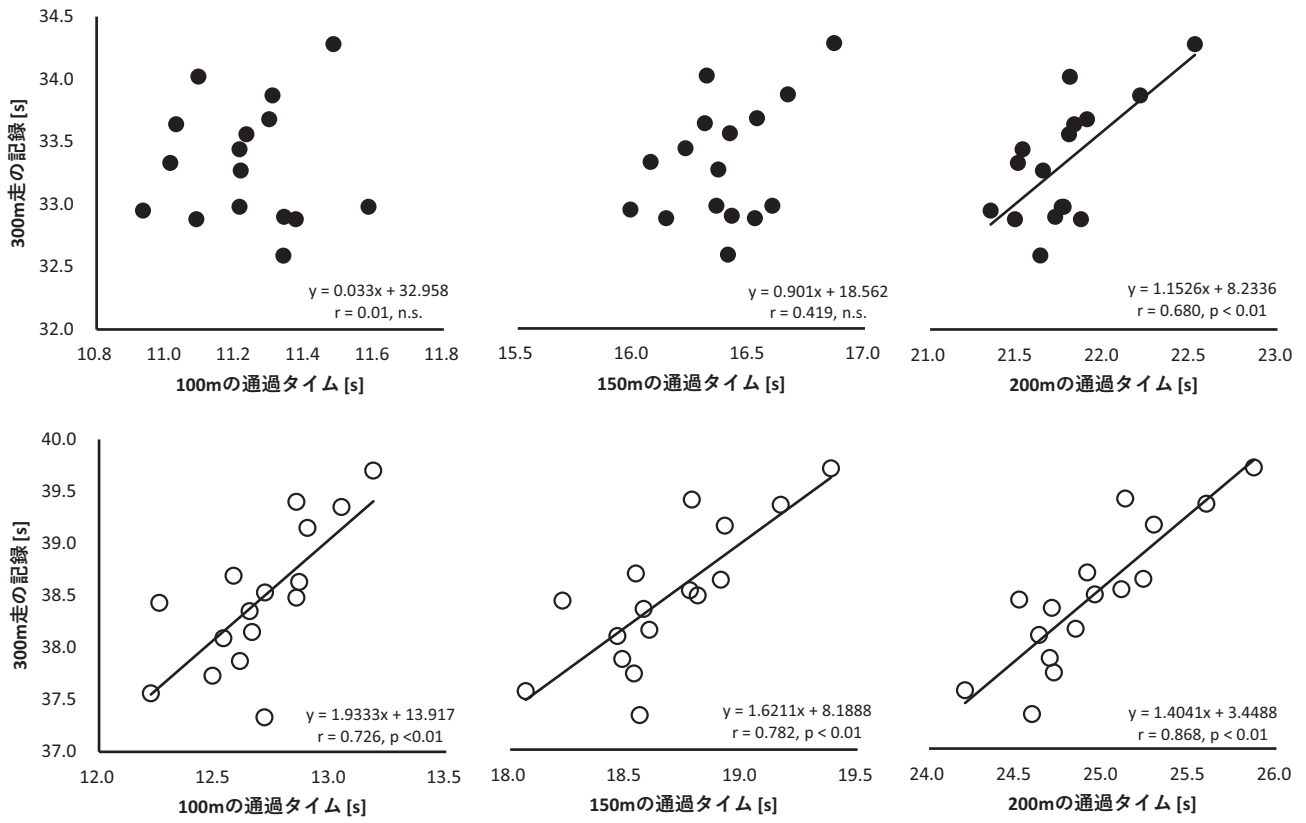 300m走の記録 [s]
34.5
34.0
33.5
33.0
32.5
32.0
y = 0.033x + 32.958
r = 0.01, n.s.
10.8 11.0 11.2 11.4 11.6 11.8
100mの通過タイム [s]
y = 0.901x + 18.562
r = 0.419, n.s.
15.5 16.0 16.5 17.0
150mの通過タイム [s]
y = 1.1526x + 8.2336
r = 0.680, p < 0.01
21.0 21.5 22.0 22.5 23.0
200mの通過タイム [s]
300m走の記録 [s]
40.0
39.5
39.0
38.5
38.0
37.5
37.0
y = 1.9333x + 13.917
r = 0.726, p <0.01
12.0 12.5 13.0 13.5
100mの通過タイム [s]
y = 1.6211x + 8.1888
r = 0.782, p < 0.01
18.0 18.5 19.0 19.5
150mの通過タイム [s]
y = 1.4041x + 3.4488
r = 0.868, p < 0.01
24.0 24.5 25.0 25.5 26.0
200mの通過タイム [s]